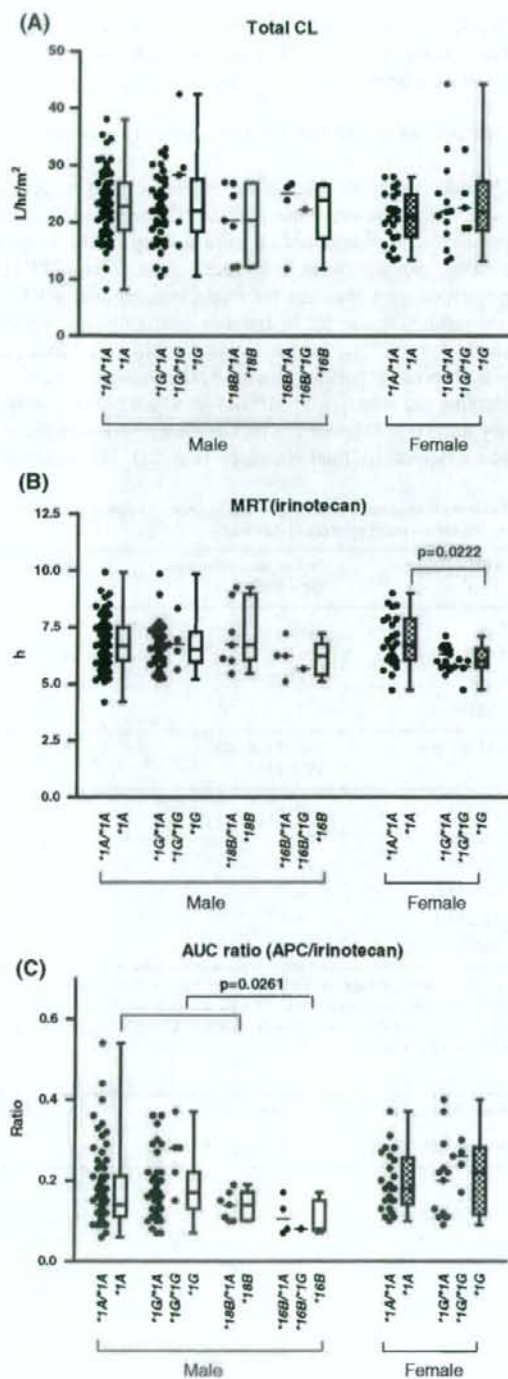 (A)
Total CL
50
40
30
20
10
0
L/hr/m²
*1A/*1A
*1A
*1G/*1A
*1G/*1G
*1G
*18B/*1A
*18B
*16B/*1A
*16B/*1G
*16B
*1A/*1A
*1A
*1G/*1A
*1G/*1G
*1G
Male
Female
(B)
MRT(irinotecan)
12.5
10.0
7.5
5.0
2.5
0.0
h
p=0.0222
*1A/*1A
*1A
*1G/*1A
*1G/*1G
*1G
*18B/*1A
*18B
*16B/*1A
*16B/*1G
*16B
*1A/*1A
*1A
*1G/*1A
*1G/*1G
*1G
Male
Female
(C)
AUC ratio (APC/irinotecan)
p=0.0261
0.6
0.4
0.2
0.0
Ratio
*1A/*1A
*1A
*1G/*1A
*1G/*1G
*1G
*18B/*1A
*18B
*16B/*1A
*16B/*1G
*16B
*1A/*1A
*1A
*1G/*1A
*1G/*1G
*1G
Male
Female